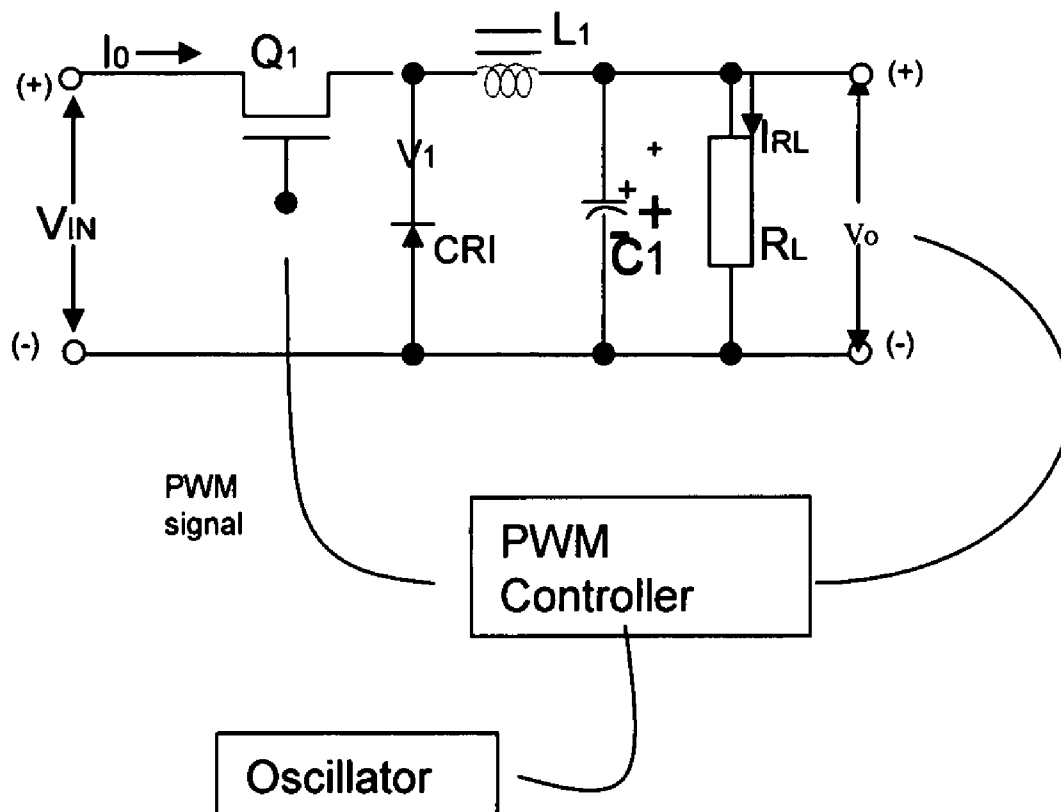 I0
Q1
L1
(+)
(+)
V1
+
IRL
+
+
VIN
CRI
C1
RL
Vo
(-)
(-)
PWM
signal
PWM
Controller
Oscillator